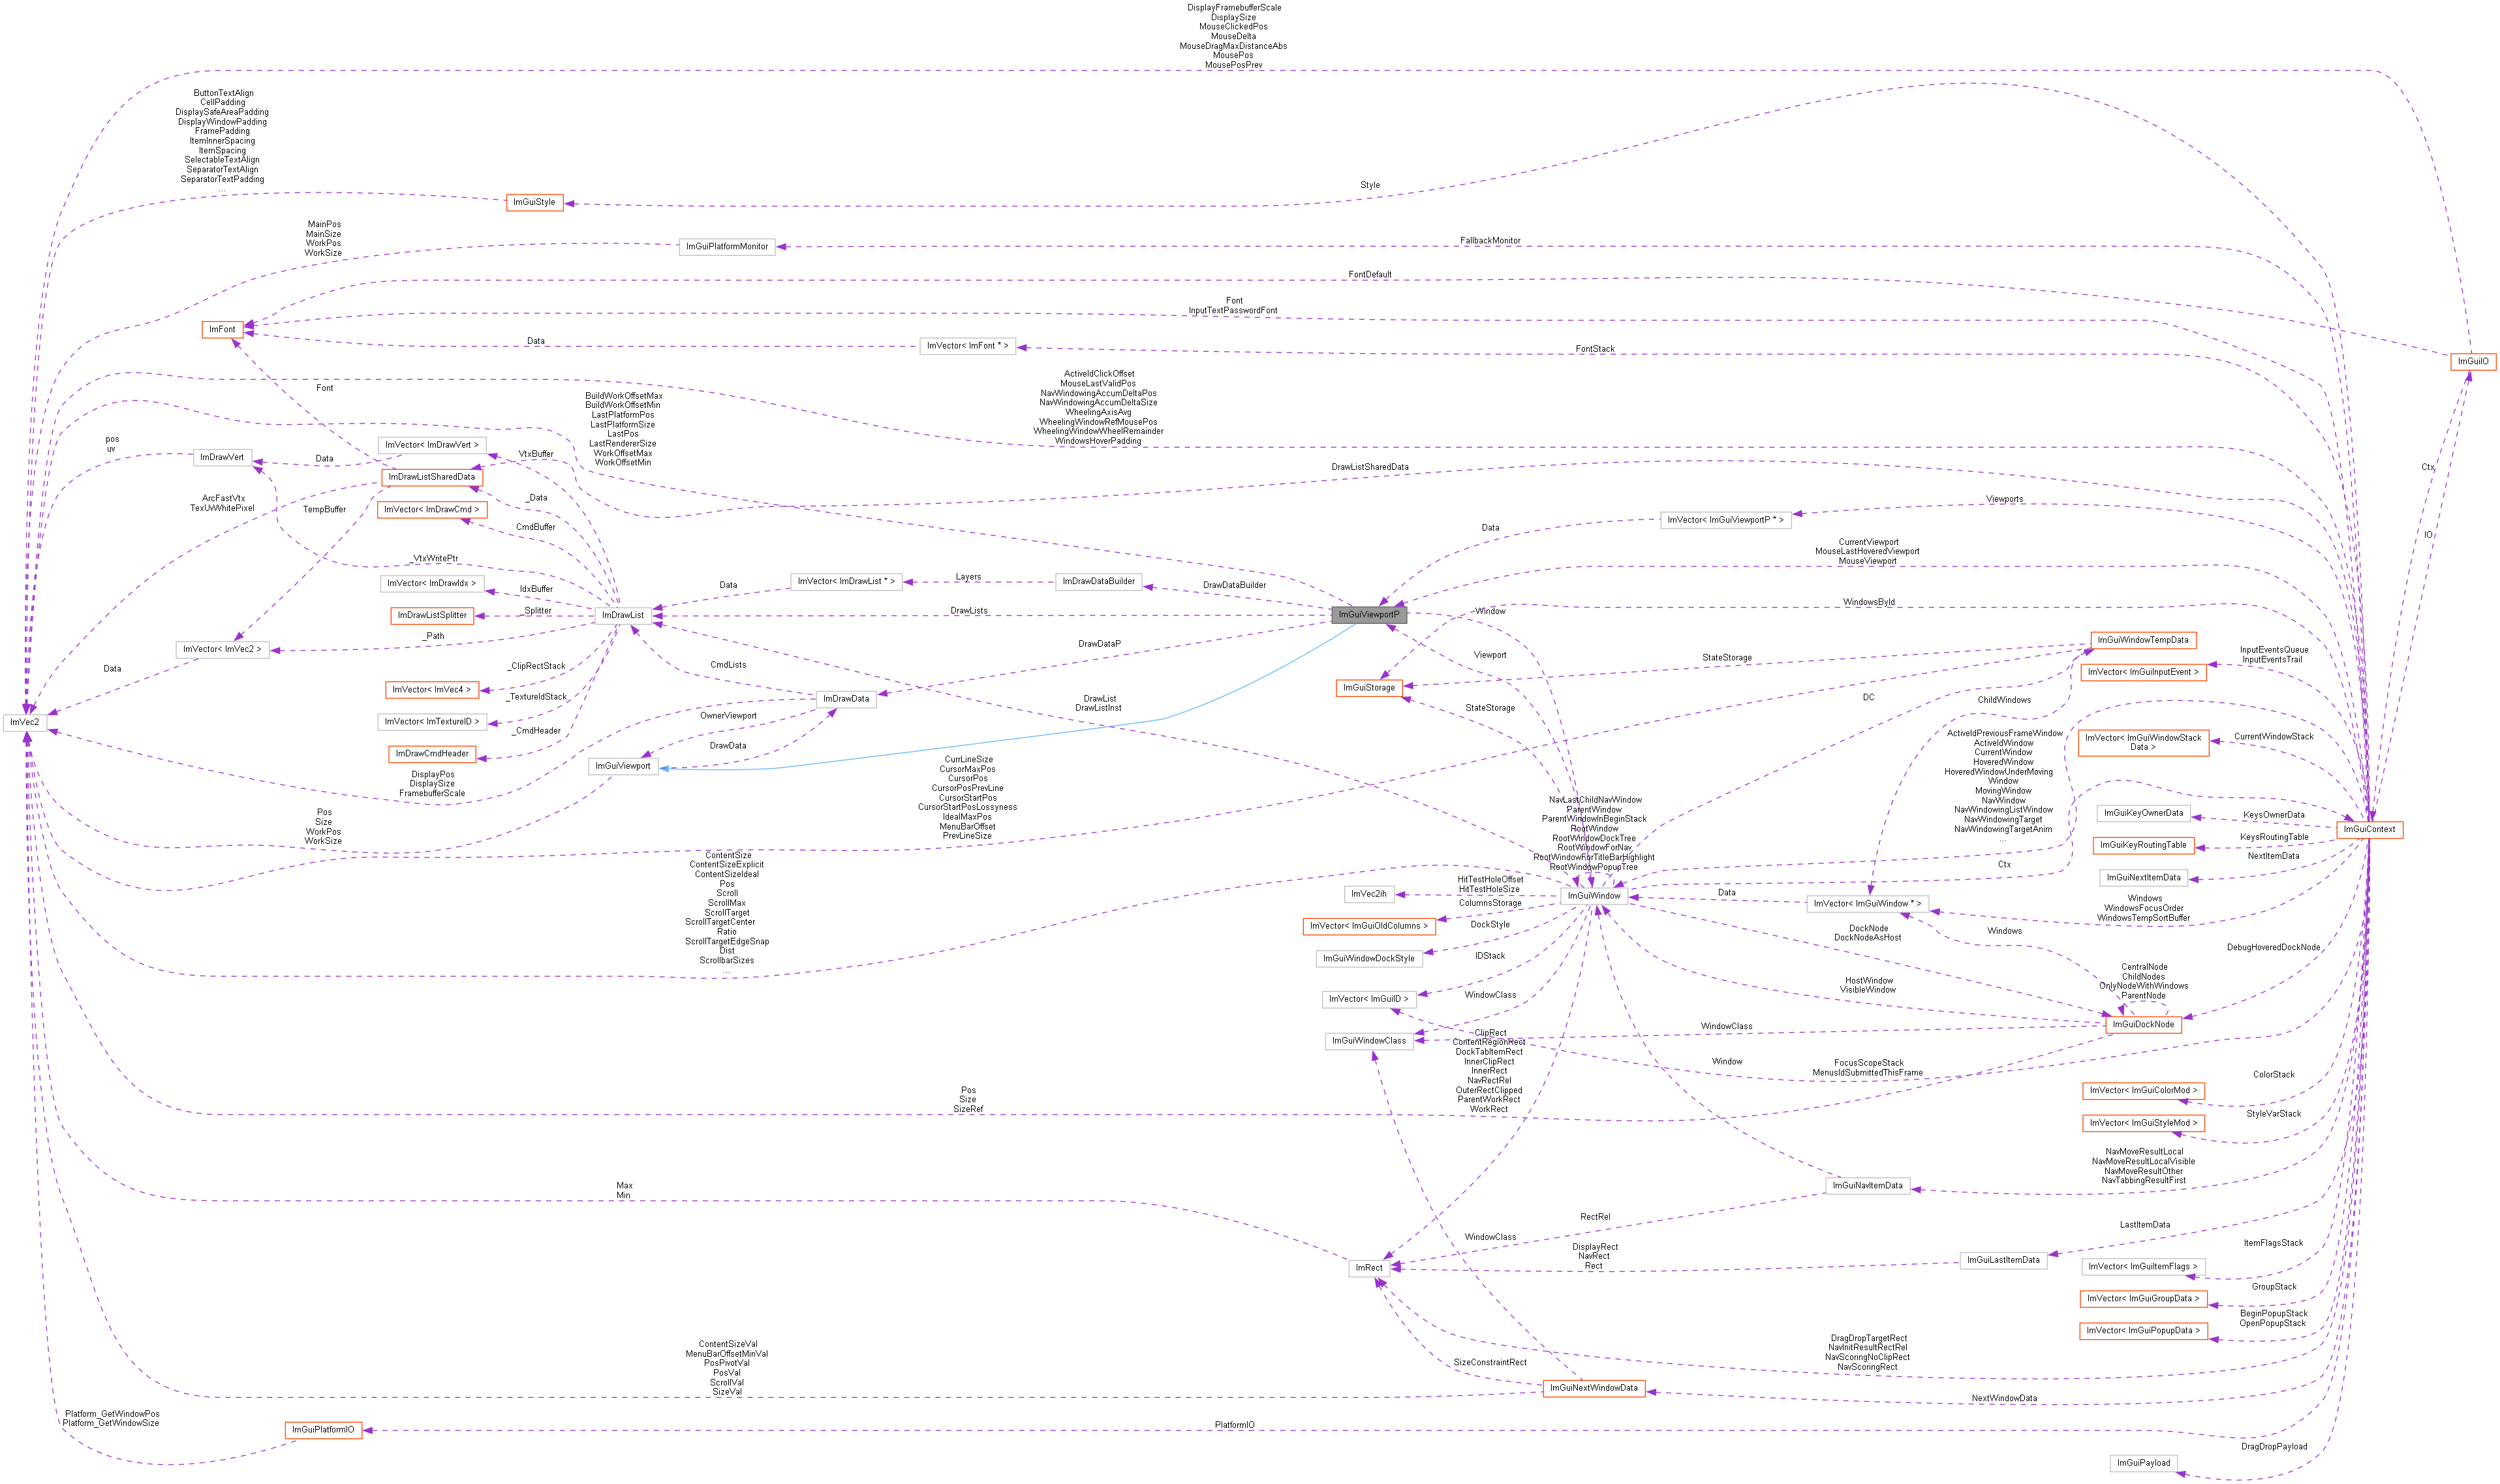 DisplayFramebufferScale
DisplaySize
MouseClickedPos
MouseDelta
MouseDragMaxDistanceAbs
MousePos
MousePosPrev
ButtonTextAlign
CellPadding
DisplaySafeAreaPadding
DisplayWindowPadding
FramePadding
ItemInnerSpacing
ItemSpacing
SelectableTextAlign
SeparatorTextAlign
SeparatorTextPadding
...
Style
ImGuiStyle
MainPos
MainSize
WorkPos
WorkSize
ImGuiPlatformMonitor
FallbackMonitor
FontDefault
Font
InputTextPasswordFont
ImFont
Data
ImVector< ImFont * >
FontStack
ImGuiIO
Font
ActiveIdClickOffset
MouseLastValidPos
NavWindowingAccumDeltaPos
NavWindowingAccumDeltaSize
WheelingAxisAvg
WheelingWindowRefMousePos
WheelingWindowWheelRemainder
WindowsHoverPadding
BuildWorkOffsetMax
BuildWorkOffsetMin
LastPlatformPos
LastPlatformSize
LastPos
LastRendererSize
WorkOffsetMax
WorkOffsetMin
pos
uv
ImDrawVert
Data
ImVector< ImDrawVert >
VtxBuffer
ImDrawListSharedData
DrawListSharedData
Ctx
ArcFastVtx
TexUvWhitePixel
TempBuffer
_Data
ImVector< ImDrawCmd >
CmdBuffer
Viewports
ImVector< ImGuiViewportP * >
Data
IO
_VtxWritePtr
CurrentViewport
MouseLastHoveredViewport
MouseViewport
ImVector< ImDrawIdx >
IdxBuffer
Data
ImVector< ImDrawList * >
Layers
ImDrawDataBuilder
DrawDataBuilder
ImDrawListSplitter
Splitter
ImDrawList
DrawLists
ImGuiViewportP
Window
WindowsById
ImVector< ImVec2 >
_Path
DrawDataP
ImGuiWindowTempData
Data
_ClipRectStack
CmdLists
Viewport
StateStorage
InputEventsQueue
InputEventsTrail
ImVector< ImGuiInputEvent >
ImVector< ImVec4 >
_TextureIdStack
ImDrawData
DrawList
DrawListInst
ImGuiStorage
StateStorage
DC
ChildWindows
ImVec2
ImVector< ImTextureID >
_CmdHeader
OwnerViewport
DrawData
ImDrawCmdHeader
ImGuiViewport
ActiveIdPreviousFrameWindow
ActiveIdWindow
CurrentWindow
HoveredWindow
HoveredWindowUnderMoving
Window
MovingWindow
NavWindow
NavWindowingListWindow
NavWindowingTarget
NavWindowingTargetAnim
...
ImVector< ImGuiWindowStack
Data >
CurrentWindowStack
DisplayPos
DisplaySize
FramebufferScale
CurrLineSize
CursorMaxPos
CursorPos
CursorPosPrevLine
CursorStartPos
CursorStartPosLossyness
IdealMaxPos
MenuBarOffset
PrevLineSize
Pos
Size
WorkPos
WorkSize
NavLastChildNavWindow
ParentWindow
ParentWindowInBeginStack
RootWindow
RootWindowDockTree
RootWindowForNav
RootWindowForTitleBarHighlight
RootWindowPopupTree
ImGuiKeyOwnerData
KeysOwnerData
ImGuiContext
ImGuiKeyRoutingTable
KeysRoutingTable
NextItemData
ImGuiNextItemData
Ctx
ContentSize
ContentSizeExplicit
ContentSizeIdeal
Pos
Scroll
ScrollMax
ScrollTarget
ScrollTargetCenter
Ratio
ScrollTargetEdgeSnap
Dist
ScrollbarSizes
...
ImVec2ih
HitTestHoleOffset
HitTestHoleSize
ImGuiWindow
Data
ImVector< ImGuiWindow * >
Windows
WindowsFocusOrder
WindowsTempSortBuffer
ColumnsStorage
ImVector< ImGuiOldColumns >
DockStyle
DockNode
DockNodeAsHost
Windows
DebugHoveredDockNode
ImGuiWindowDockStyle
IDStack
CentralNode
ChildNodes
OnlyNodeWithWindows
ParentNode
HostWindow
VisibleWindow
ImVector< ImGuiID >
WindowClass
ImGuiDockNode
ImGuiWindowClass
WindowClass
ClipRect
ContentRegionRect
DockTabItemRect
InnerClipRect
InnerRect
NavRectRel
OuterRectClipped
ParentWorkRect
WorkRect
Window
FocusScopeStack
MenusIdSubmittedThisFrame
Pos
Size
SizeRef
ImVector< ImGuiColorMod >
ColorStack
ImVector< ImGuiStyleMod >
StyleVarStack
NavMoveResultLocal
NavMoveResultLocalVisible
NavMoveResultOther
NavTabbingResultFirst
ImGuiNavItemData
Max
Min
RectRel
LastItemData
WindowClass
DisplayRect
NavRect
Rect
ImRect
ImGuiLastItemData
ItemFlagsStack
ImVector< ImGuiItemFlags >
GroupStack
ImVector< ImGuiGroupData >
BeginPopupStack
OpenPopupStack
ImVector< ImGuiPopupData >
ContentSizeVal
MenuBarOffsetMinVal
PosPivotVal
PosVal
ScrollVal
SizeVal
DragDropTargetRect
NavInitResultRectRel
NavScoringNoClipRect
NavScoringRect
SizeConstraintRect
ImGuiNextWindowData
NextWindowData
Platform_GetWindowPos
Platform_GetWindowSize
ImGuiPlatformIO
PlatformIO
DragDropPayload
ImGuiPayload